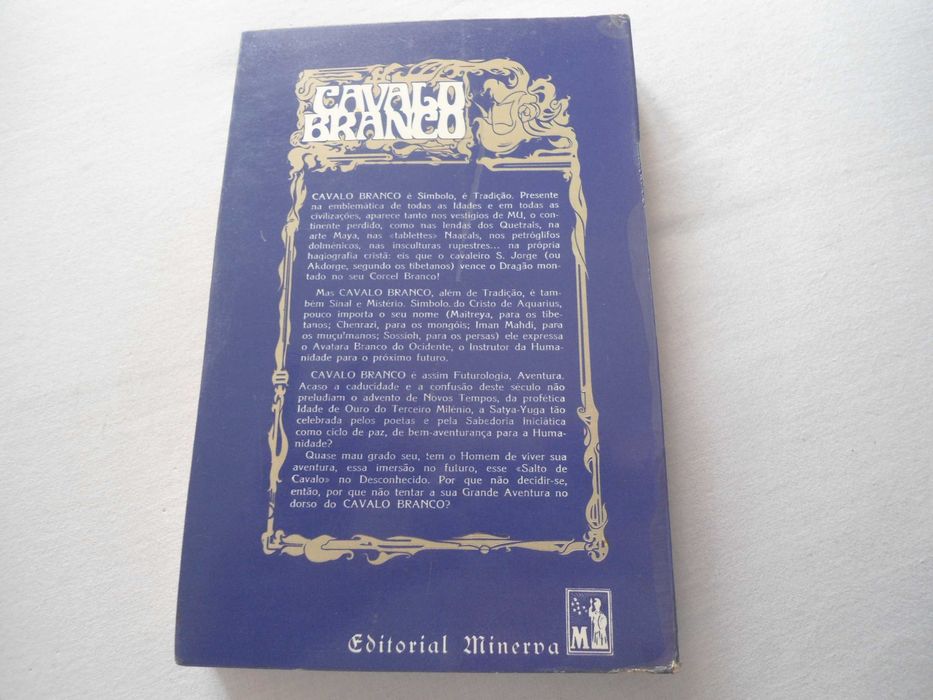 CAVALO
BRANCO
CAVALO BRANCO é Símbolo, é Tradição. Presente
na emblemática de todas as Idades e em todas as
civilizações, aparece tanto nos vestígios de MU, o con-
tinente perdido, como nas lendas dos Quetzals, na
arte Maya, nas «tablettes» Naacals, nos petróglifos
dolménicos, nas insculturas rupestres... na própria
hagiografia cristã: eis que o cavaleiro S. Jorge (ou
Akdorge, segundo os tibetanos) vence o Dragão mon-
tado no seu Corcel Branco!
Mas CAVALO BRANCO, além de Tradição, é tam-
bém Sinal e Mistério. Símbolo do Cristo de Aquarius,
pouco importa o seu nome (Maitreya, para os tibe-
tanos; Chenrazi, para os mongóis; Iman Mahdi, para
os muçulmanos; Sossioh, para os persas) ele expressa
o Avatara Branco do Ocidente, o Instrutor da Huma-
nidade para o próximo futuro.
CAVALO BRANCO é assim Futurologia, Aventura.
Acaso a caducidade e a confusão deste século não
preludiam o advento de Novos Tempos, da profética
Idade de Ouro do Terceiro Milénio, a Satya-Yuga tão
celebrada pelos poetas e pela Sabedoria Iniciática
como ciclo de paz, de bem-aventurança para a Huma-
nidade?
Quase mau grado seu, tem o Homem de viver sua
aventura, essa imersão no futuro, esse «Salto de
Cavalo» no Desconhecido. Por que não decidir-se,
então, por que não tentar a sua Grande Aventura no
dorso do CAVALO BRANCO?
Editorial Minerva
M